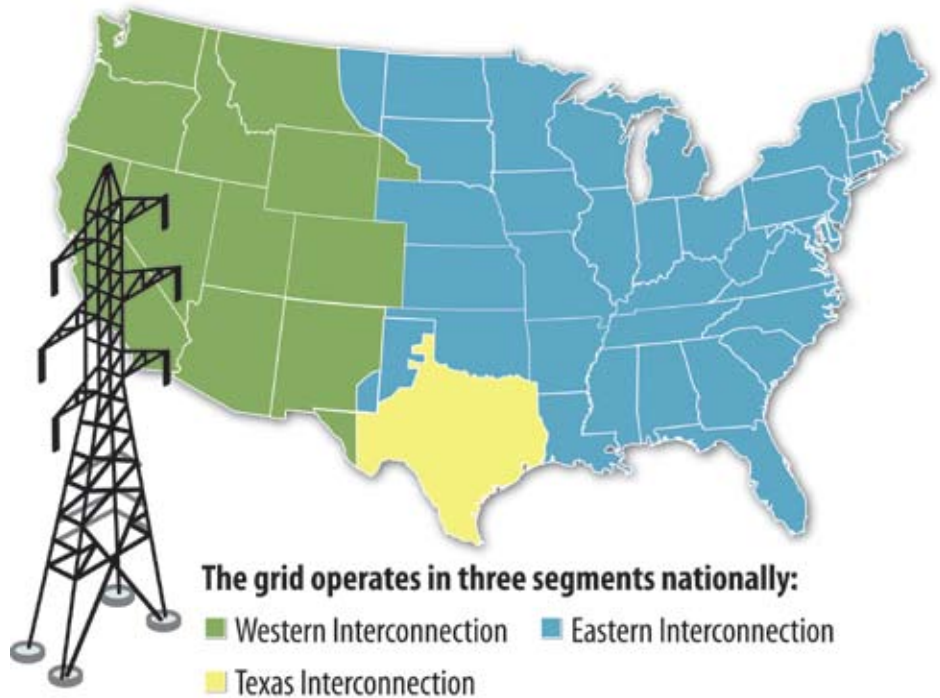 The grid operates in three segments nationally:
Western Interconnection Eastern Interconnection
Texas Interconnection